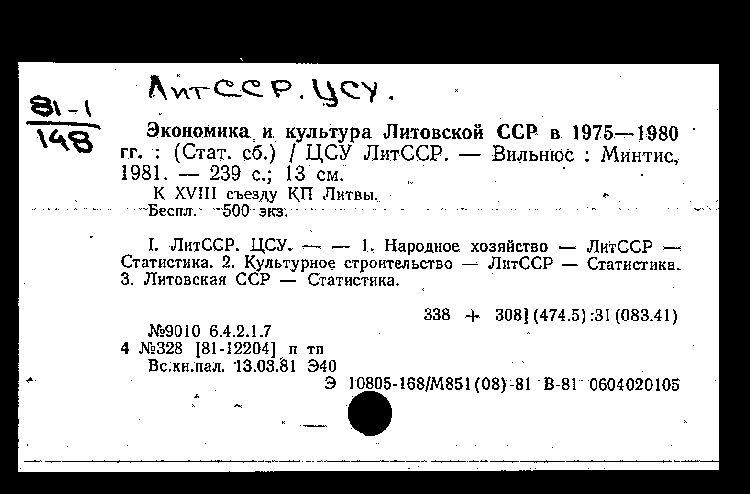 ЛитССР. ЦСУ.
81-1
148
Экономика и культура Литовской ССР в 1975—1980
гг. : (Стат. сб.) / ЦСУ ЛитССР. — Вильнюс : Минтис,
1981. — 239 с.; 13 см.
К XVIII съезду КП Литвы.
Беспл. 500 экз.
I. ЛитССР. ЦСУ. — — 1. Народное хозяйство — ЛитССР —
Статистика. 2. Культурное строительство — ЛитССР — Статистика.
3. Литовская ССР — Статистика.
338 + 308](474.5):31(083.41)
№9010 6.4.2.1.7
4 №328 [81-12204] п тп
Вс.кн.пал. 13.03.81 Э40
Э 10805-168/М851(08)-81 В-81 0604020105